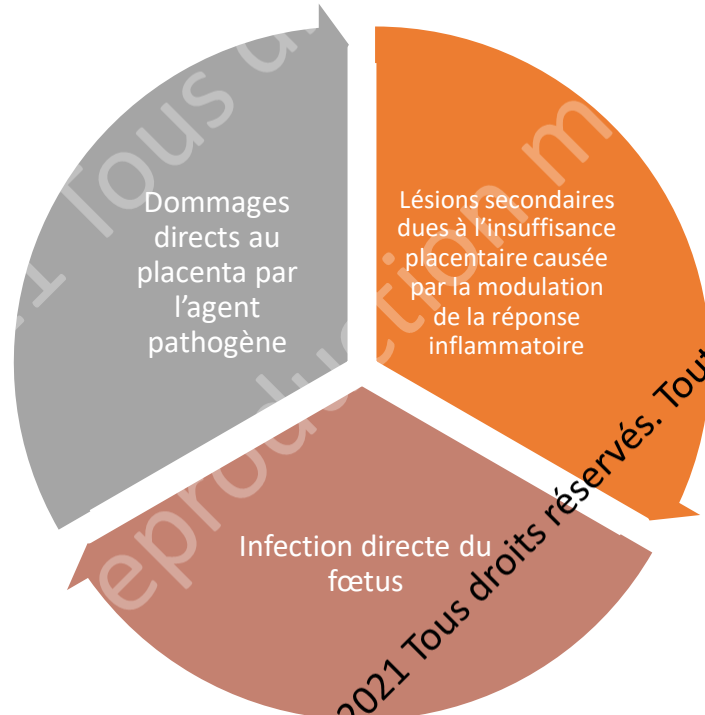 Dommages
directs au
placenta par
l'agent
pathogène
Lésions secondaires
dues à l'insuffisance
placentaire causée
par la modulation
de la réponse
inflammatoire
Infection directe du
fœtus
2021 Tous droits réservés. Tout